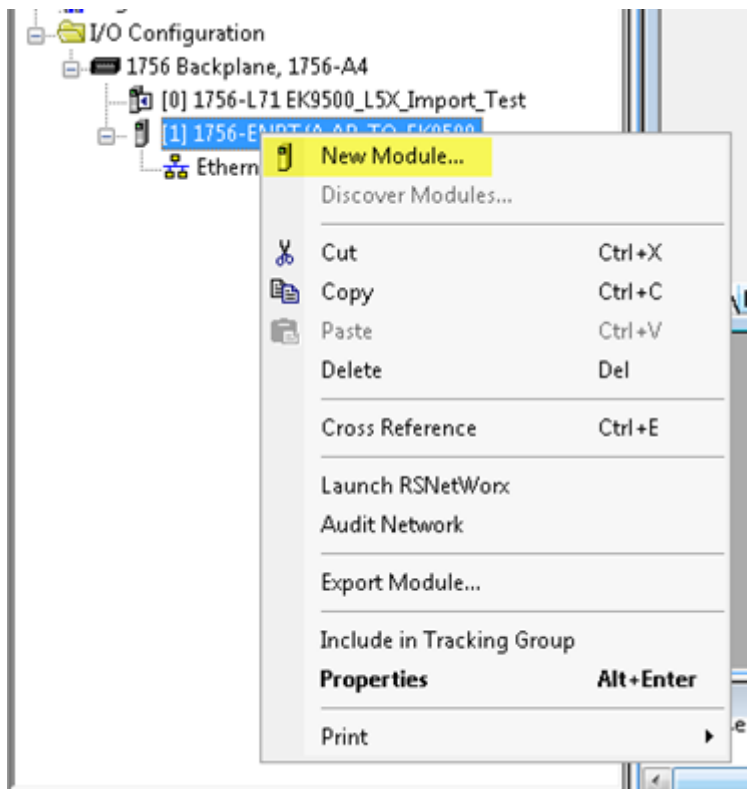 I/O Configuration
1756 Backplane, 1756-A4
[0] 1756-L71 EK9500_L5X_Import_Test
[1] 1756-EN
Ethern
New Module...
Discover Modules...
Cut Ctrl+X
Copy Ctrl+C
Paste Ctrl+V
Delete Del
Cross Reference Ctrl+E
Launch RSNetWorx
Audit Network
Export Module...
Include in Tracking Group
Properties Alt+Enter
Print